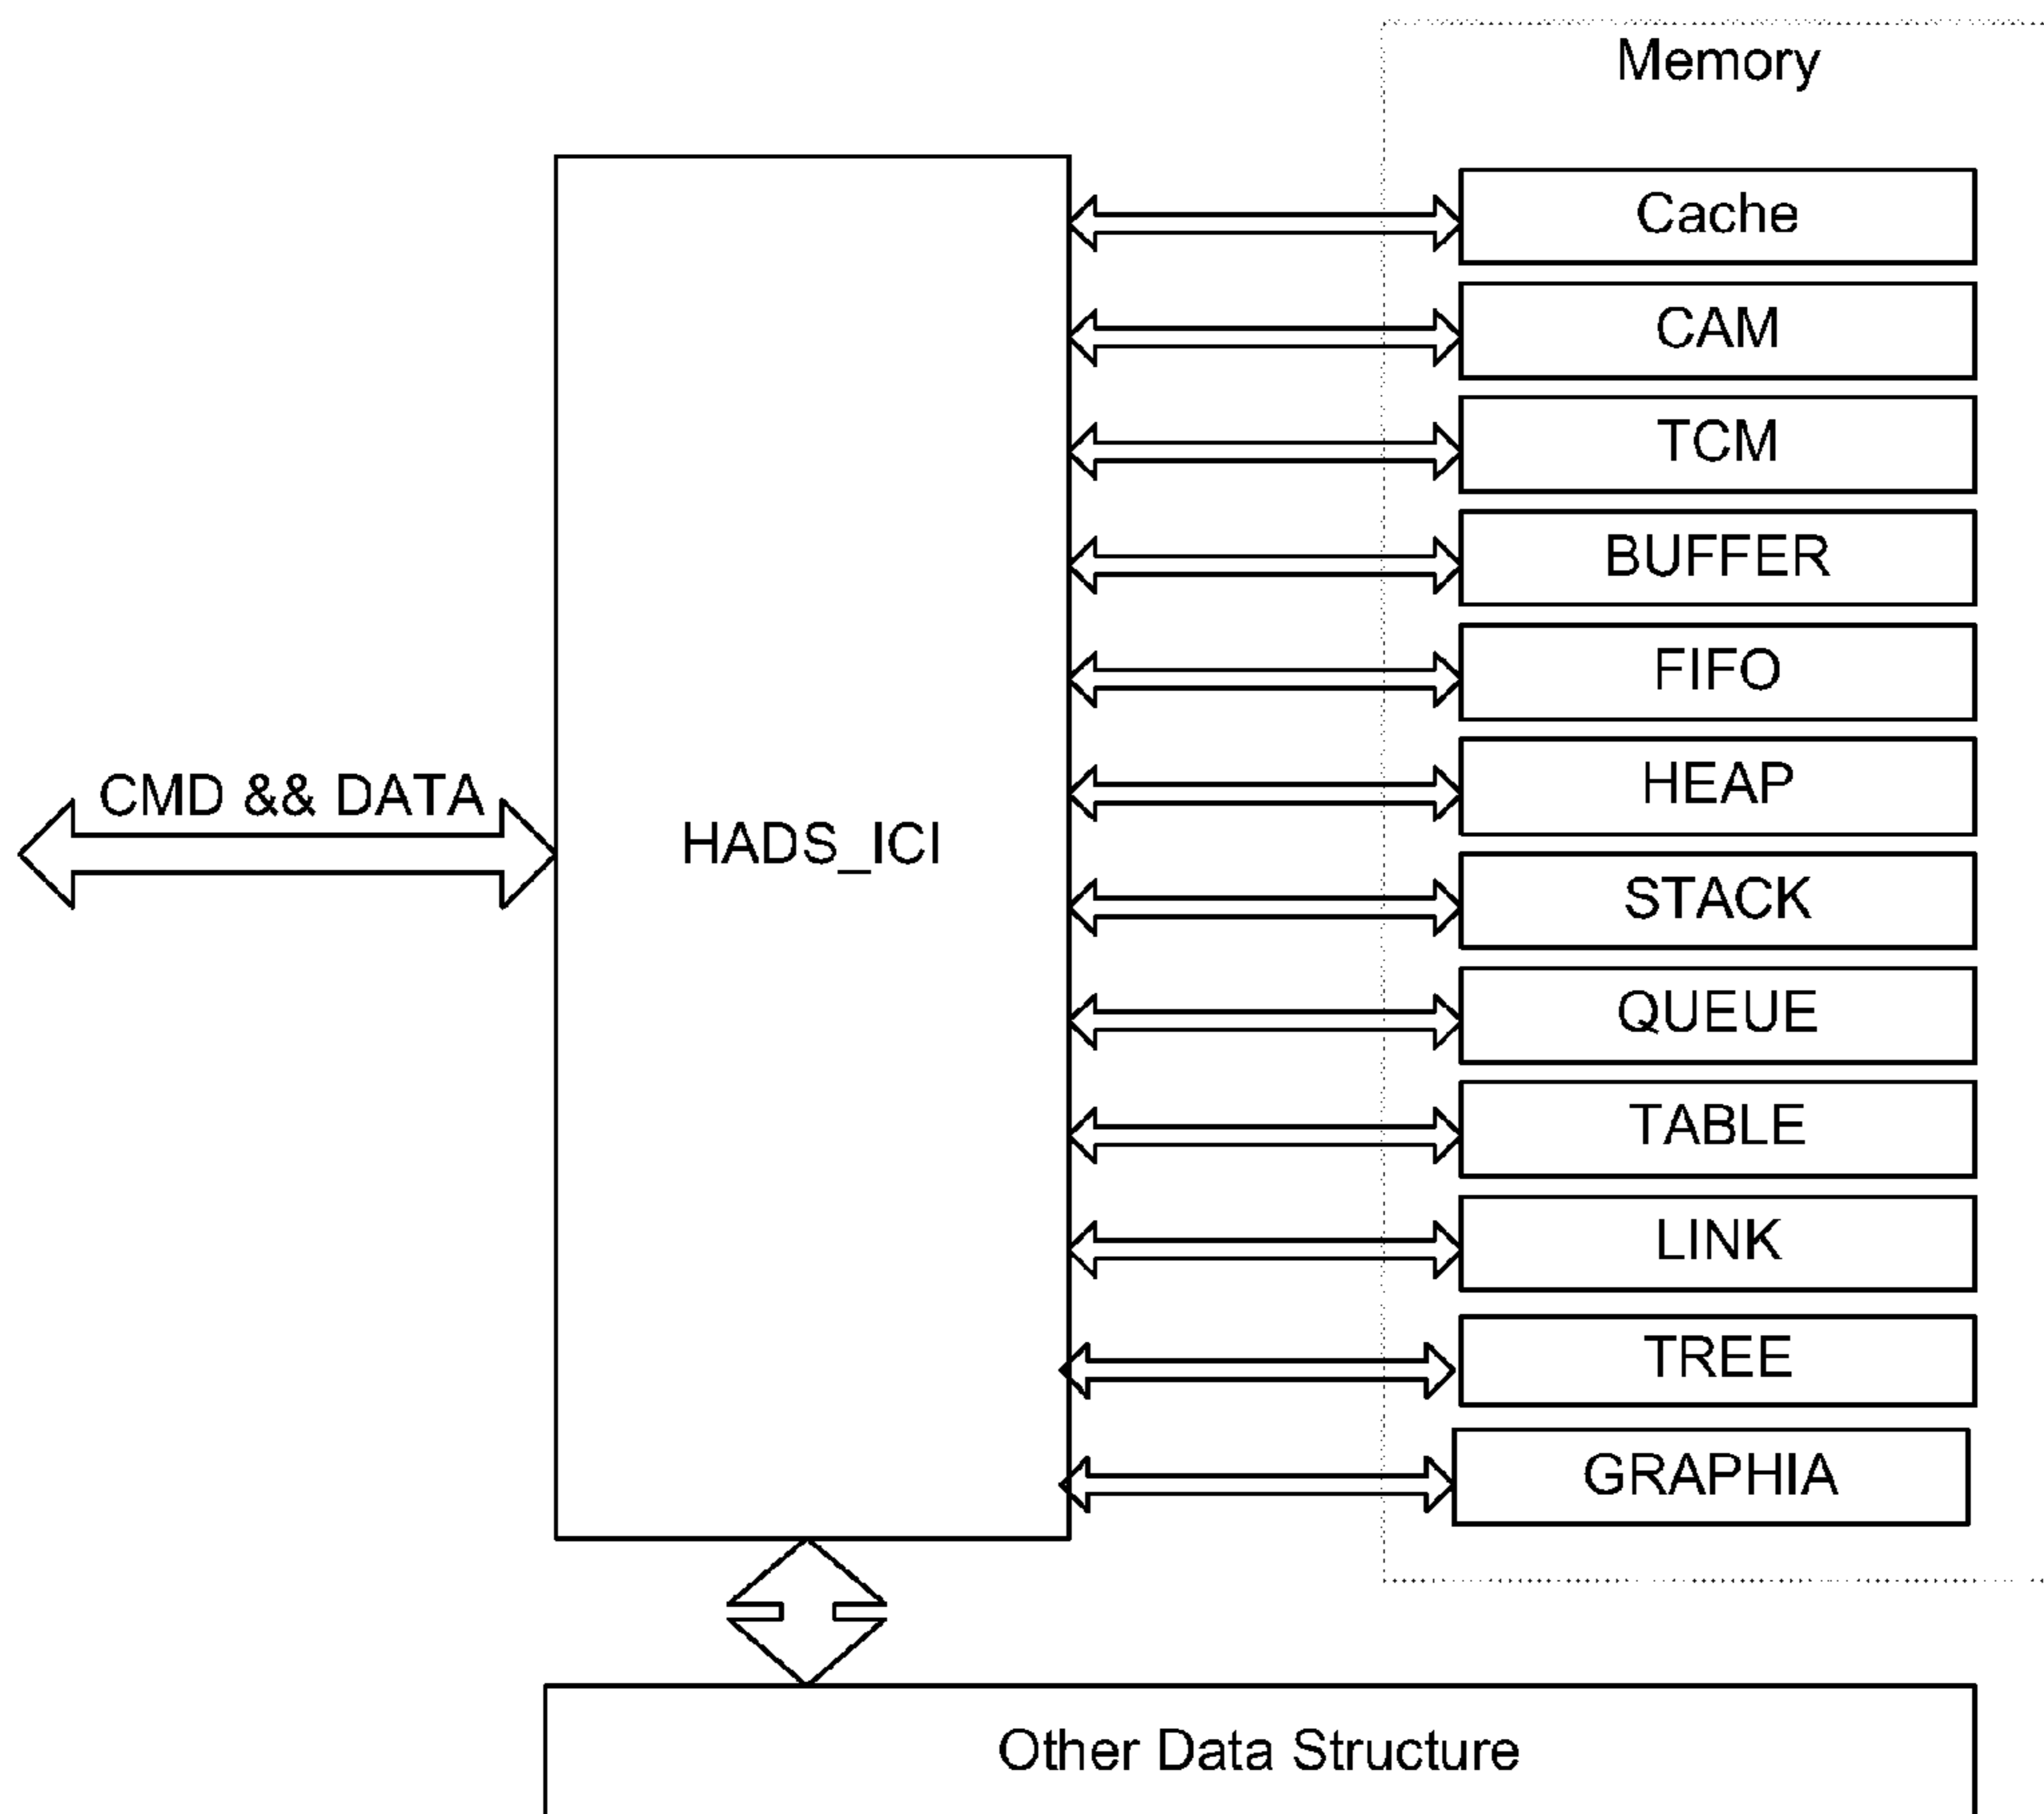 Memory
Cache
CAM
TCM
BUFFER
FIFO
HEAP
CMD && DATA
HADS_ICI
STACK
QUEUE
TABLE
LINK
TREE
GRAPHIA
Other Data Structure